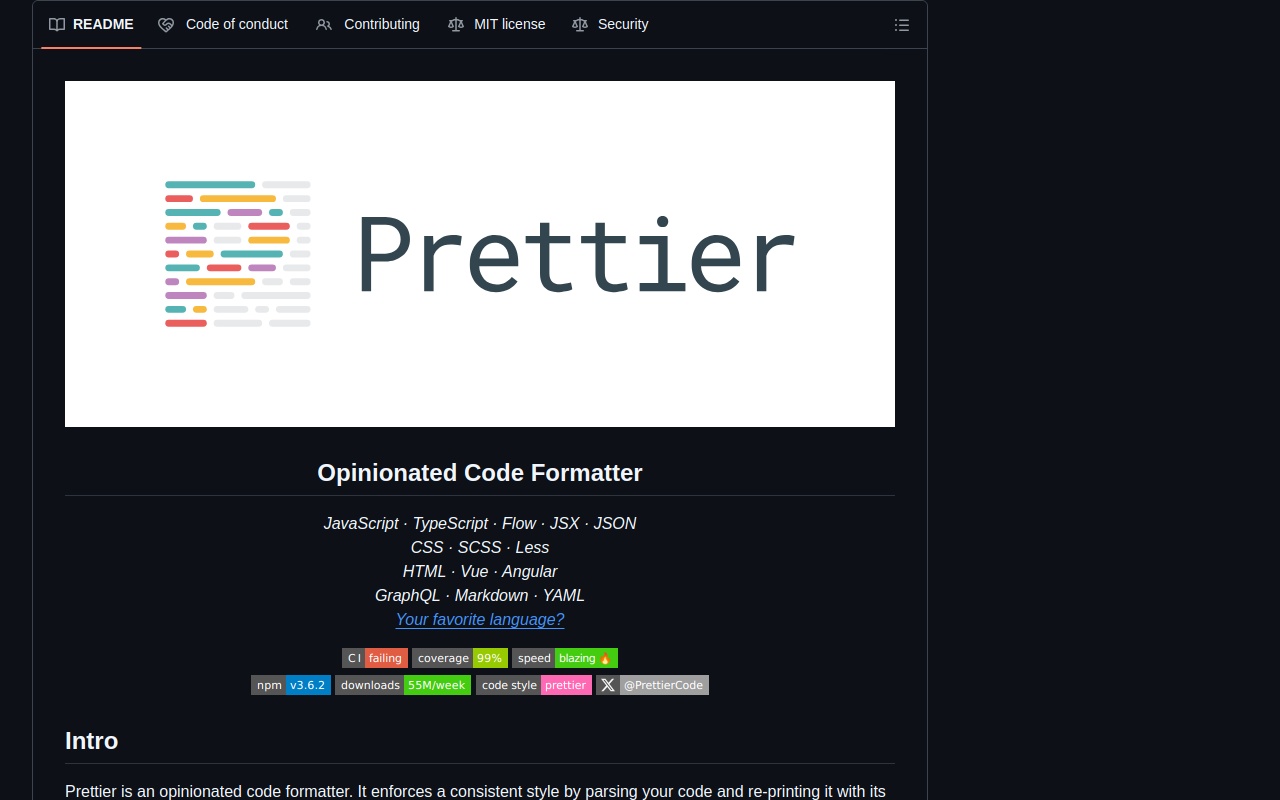 README Code of conduct Contributing MIT license Security
Prettier
Opinionated Code Formatter
JavaScript · TypeScript · Flow · JSX · JSON
CSS · SCSS · Less
HTML · Vue · Angular
GraphQL · Markdown · YAML
Your favorite language?
CI failing coverage 99% speed blazing 🔥
npm v3.6.2 downloads 55M/week code style prettier X @PrettierCode
Intro
Prettier is an opinionated code formatter. It enforces a consistent style by parsing your code and re-printing it with its